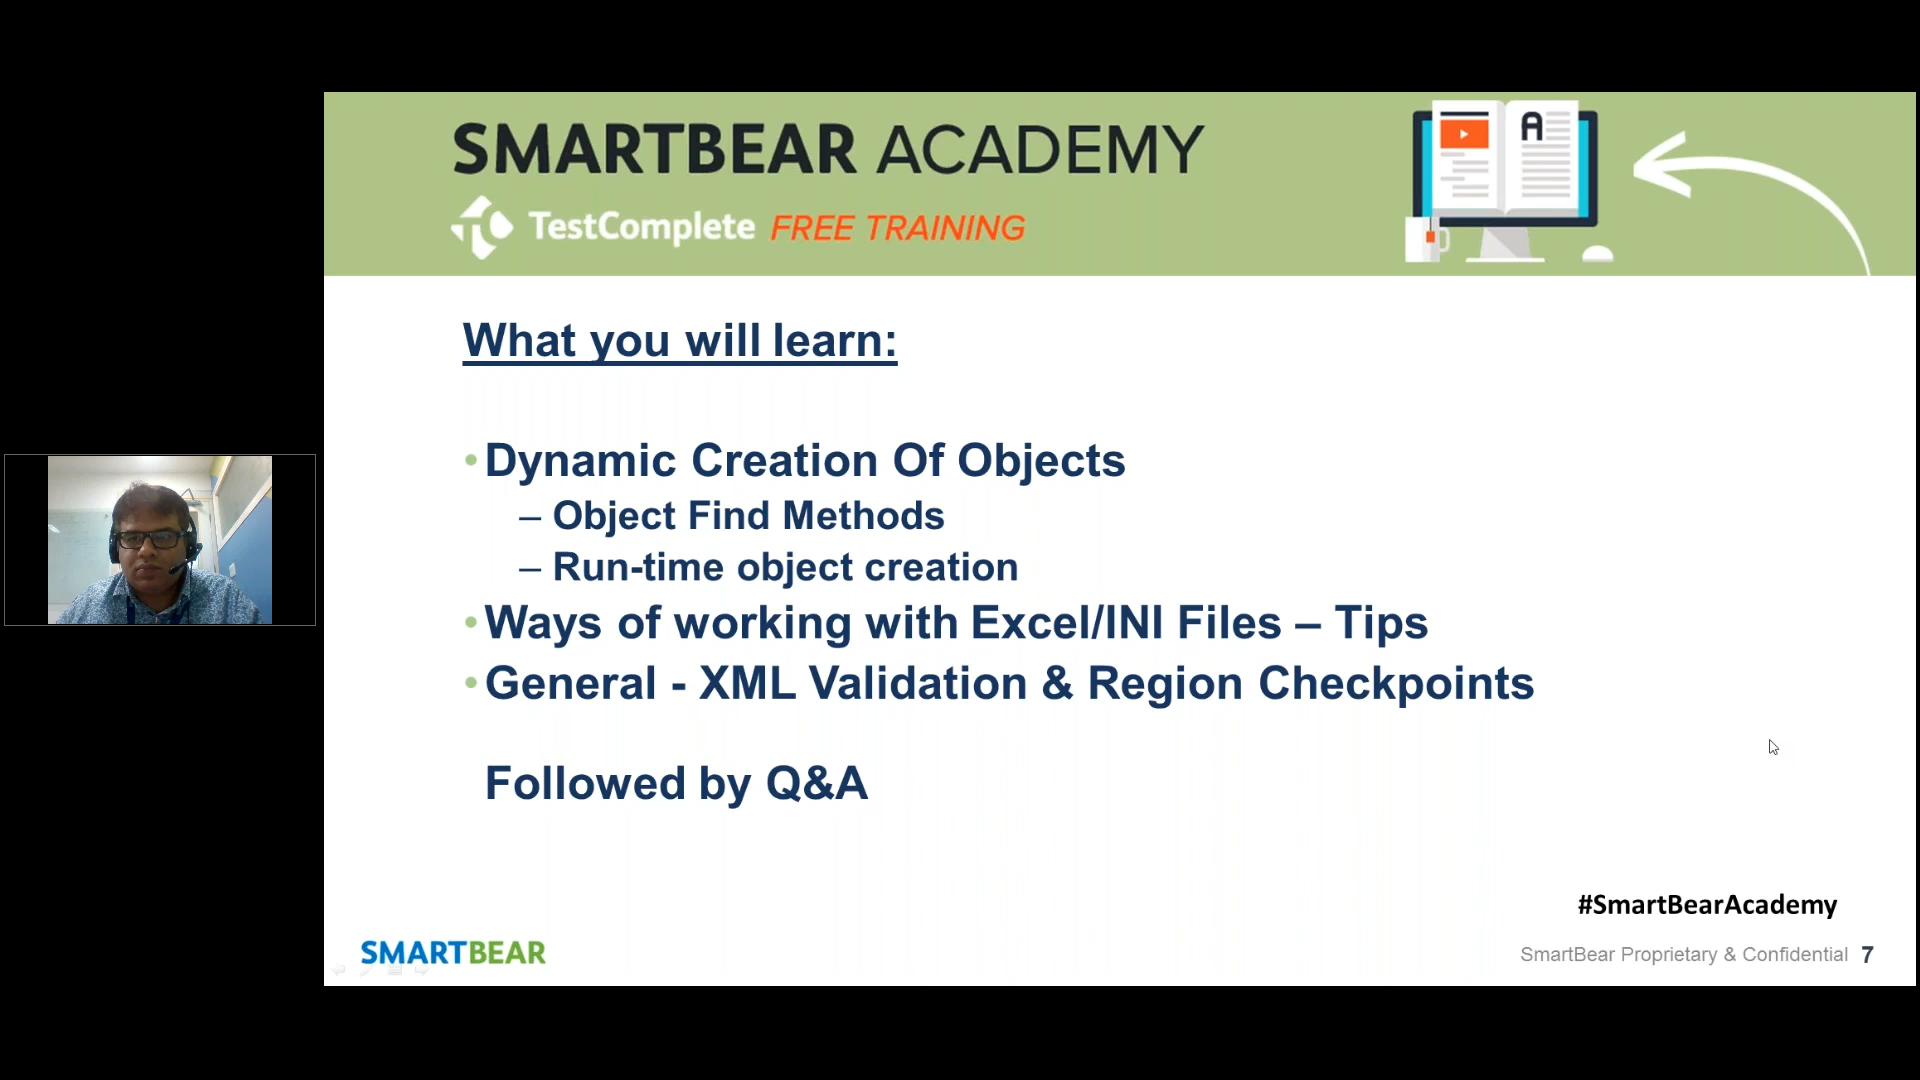 SMARTBEAR ACADEMY
TestComplete FREE TRAINING
A
What you will learn:
•Dynamic Creation Of Objects
– Object Find Methods
– Run-time object creation
•Ways of working with Excel/INI Files – Tips
•General - XML Validation & Region Checkpoints
Followed by Q&A
#SmartBearAcademy
SMARTBEAR
SmartBear Proprietary & Confidential 7